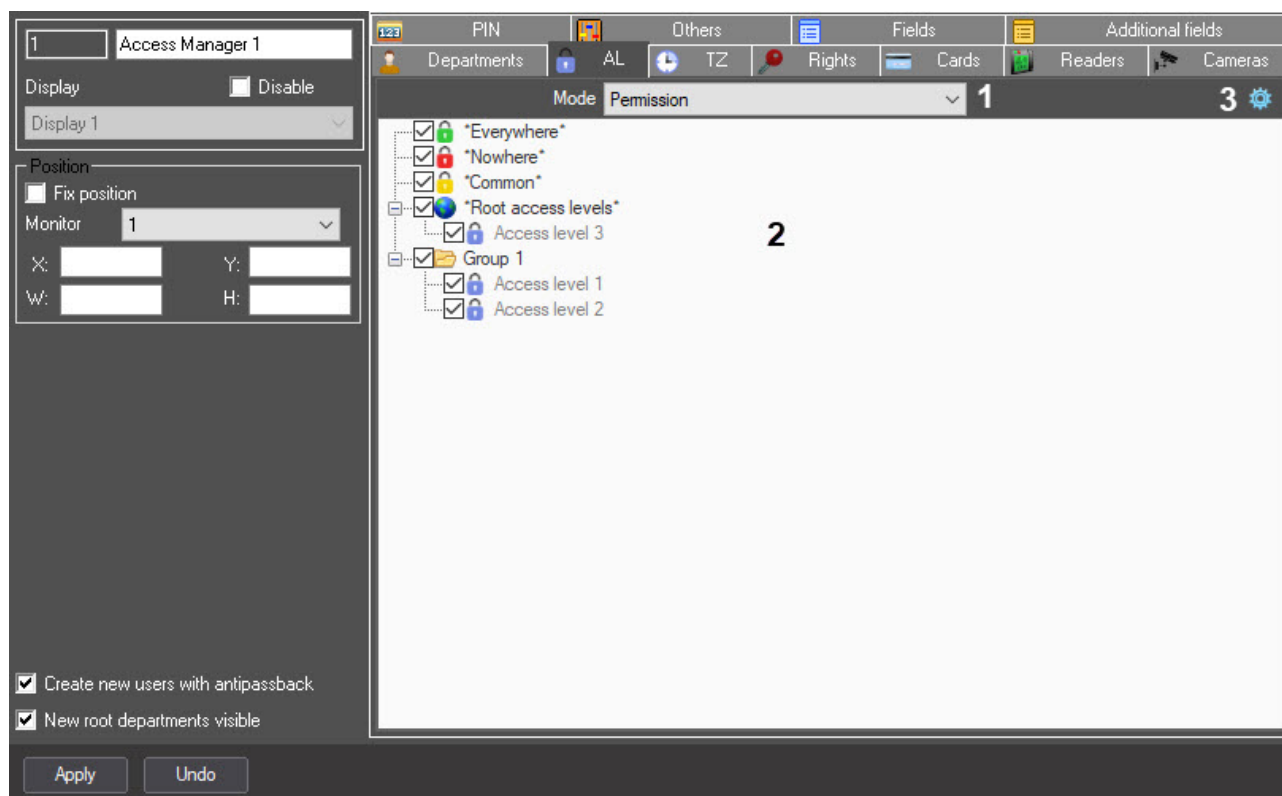 1 Access Manager 1
Display Disable
Display 1
Position
Fix position
Monitor 1
X: Y:
W: H:
Create new users with antipassback
New root departments visible
Apply Undo
123 PIN Others Fields Additional fields
Departments AL TZ Rights Cards Readers Cameras
Mode Permission 1 3
*Everywhere*
*Nowhere*
*Common*
*Root access levels*
Access level 3 2
Group 1
Access level 1
Access level 2